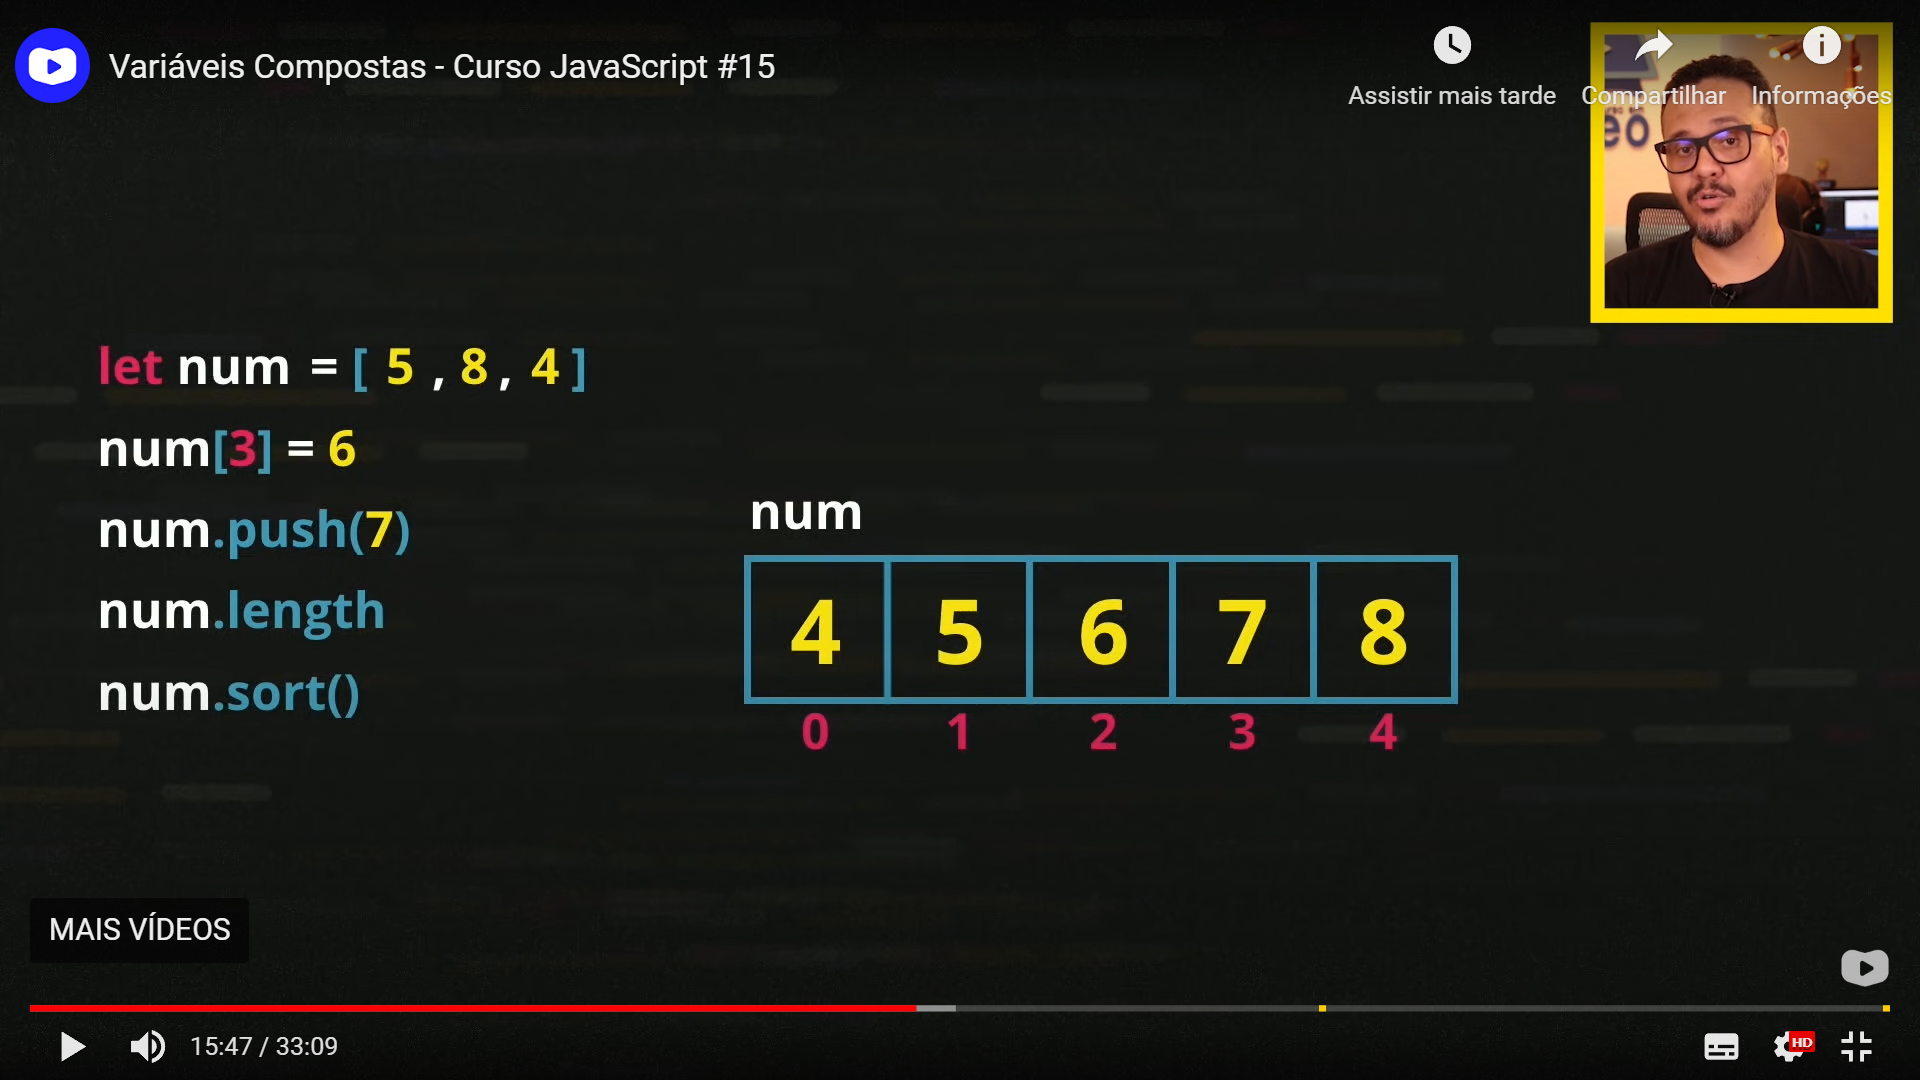 Variáveis Compostas - Curso JavaScript #15
Assistir mais tarde
Compartilhar
Informações
eo
let num = [ 5 , 8 , 4 ]
num[3] = 6
num.push(7)
num.length
num.sort()
num
4 5 6 7 8
0 1 2 3 4
MAIS VÍDEOS
15:47 / 33:09
HD